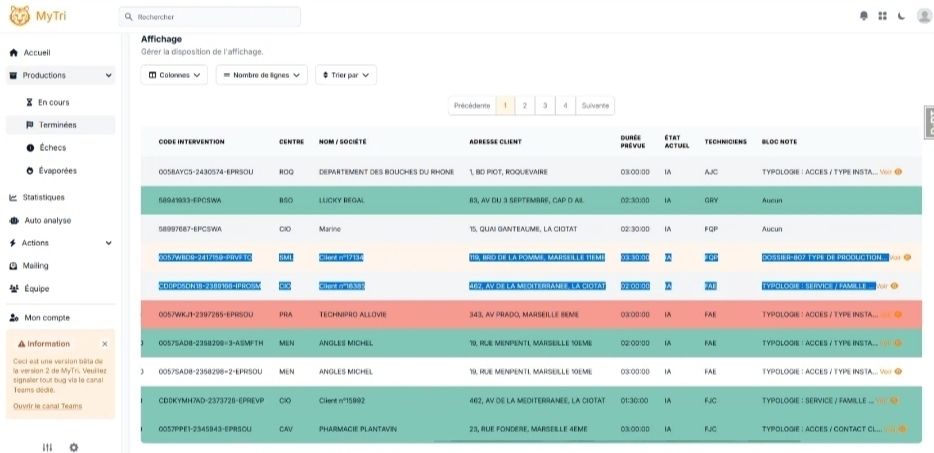 MyTri
Rechercher
Accueil
Productions
En cours
Terminées
Échecs
Évaporées
Statistiques
Auto analyse
Actions
Mailing
Équipe
Mon compte
Information
Ceci est une version bêta de
la version 2 de MyTri. Veuillez
signaler tout bug via le canal
Teams dédié.
Ouvrir le canal Teams
Affichage
Gérer la disposition de l'affichage.
Colonnes Nombre de lignes Trier par
Précédente 1 2 3 4 Suivante
CODE INTERVENTION CENTRE NOM / SOCIÉTÉ ADRESSE CLIENT DURÉE PRÉVUE ÉTAT ACTUEL TECHNICIENS BLOC NOTE
005BAYC5-2430574-EPRSOU ROQ DEPARTEMENT DES BOUCHES DU RHONE 1, BD PIOT, ROQUEVAIRE 03:00:00 IA AJC TYPOLOGIE : ACCES / TYPE INSTA... Voir
58941933-EPCSWA BSO LUCKY REGAL 83, AV DU 3 SEPTEMBRE, CAP D AIL 02:30:00 IA GRY Aucun
58997687-EPCSWA CIO Marine 15, QUAI GANTEAUME, LA CIOTAT 02:30:00 IA FQP Aucun
0057WBD9-2417159-PRVFTO SML Client n°17134 119, BRD DE LA POMME, MARSEILLE 11EME 03:30:00 IA FQP DOSSIER-807 TYPE DE PRODUCTION... Voir
CIO Client n°16385 462, AV DE LA MEDITERRANEE, LA CIOTAT 02:00:00 IA FAE TYPOLOGIE : SERVICE / FAMILLE ... Voir
0057WKJ1-2397265-EPRSOU PRA TECHNIPRO ALLOVIE 343, AV PRADO, MARSEILLE 8EME 03:00:00 IA FAE TYPOLOGIE : ACCES / TYPE INSTA... Voir
0057SAD8-2358298=3-ASMFTH MEN ANGLES MICHEL 19, RUE MENPENTI, MARSEILLE 10EME 02:00:00 IA FAE TYPOLOGIE : ACCES / TYPE INSTA... Voir
0057SAD8-2358298=2-EPRSOU MEN ANGLES MICHEL 19, RUE MENPENTI, MARSEILLE 10EME 03:00:00 IA FAE TYPOLOGIE : ACCES / TYPE INSTA... Voir
CD0KYMH7AD-2373728-EPREVP CIO Client n°15992 462, AV DE LA MEDITERRANEE, LA CIOTAT 01:30:00 IA FJC TYPOLOGIE : SERVICE / FAMILLE ... Voir
0057PPE1-2345943-EPRSOU CAV PHARMACIE PLANTAVIN 23, RUE FONDERE, MARSEILLE 4EME 03:00:00 IA FJC TYPOLOGIE : ACCES / CONTACT CL... Voir